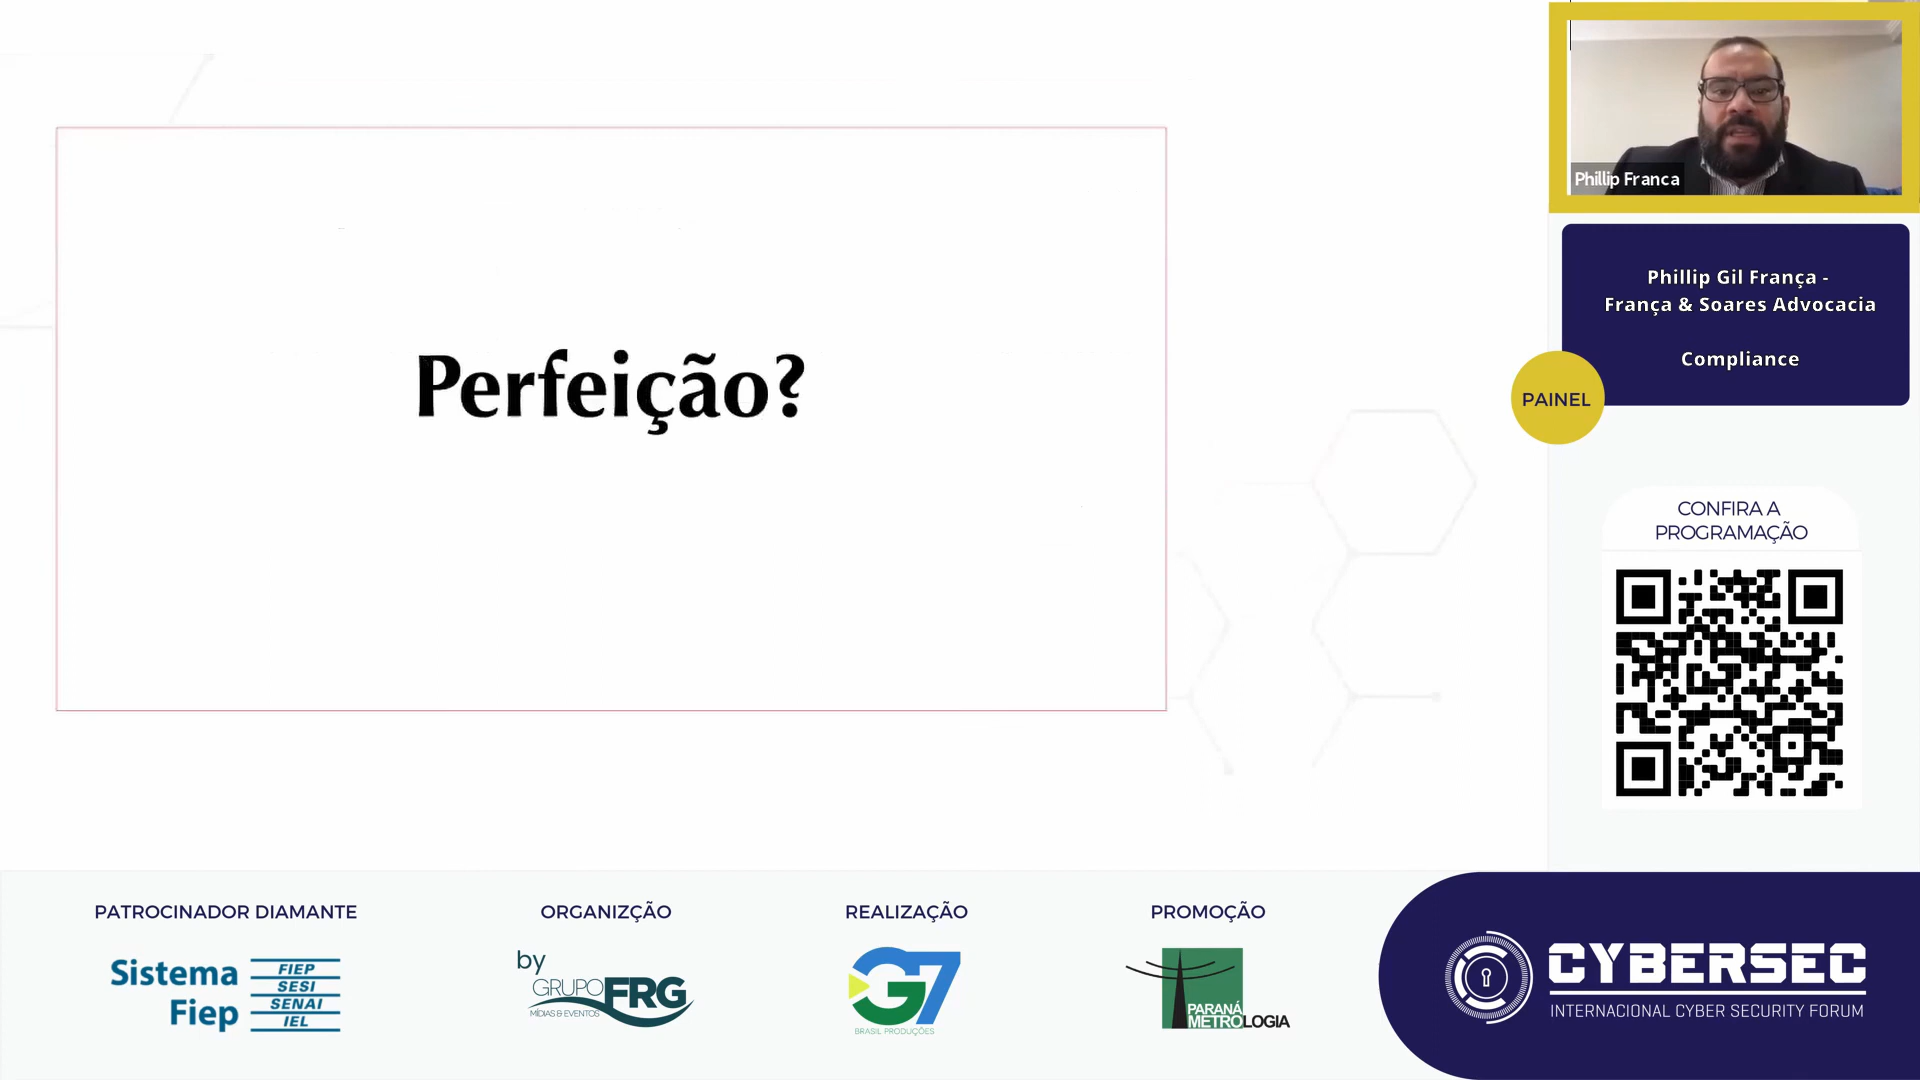 Perfeição?
Phillip Franca
Phillip Gil França -
França & Soares Advocacia
Compliance
PAINEL
CONFIRA A
PROGRAMAÇÃO
PATROCINADOR DIAMANTE
Sistema
Fiep
FIEP
SESI
SENAI
IEL
ORGANIZÇÃO
by
GRUPO FRG
MÍDIAS & EVENTOS
REALIZAÇÃO
G7
BRASIL PRODUÇÕES
PROMOÇÃO
PARANÁ
METROLOGIA
CYBERSEC
INTERNACIONAL CYBER SECURITY FORUM